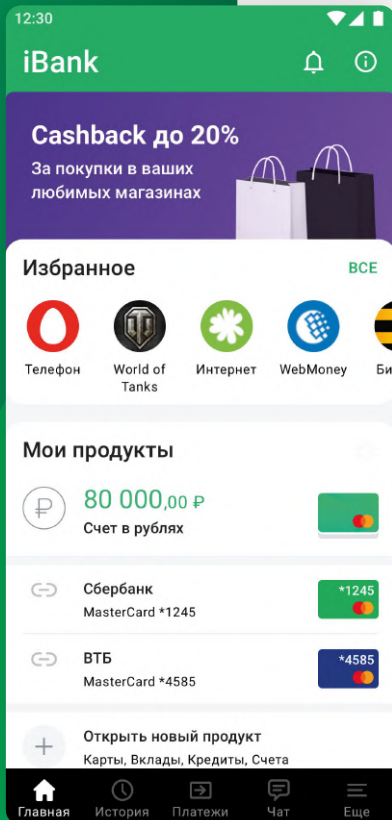 12:30
iBank
Cashback до 20%
За покупки в ваших
любимых магазинах
Избранное
ВСЕ
Телефон
World of
Tanks
Интернет
WebMoney
Би
Мои продукты
80 000,00 ₽
Счет в рублях
Сбербанк
MasterCard *1245
*1245
ВТБ
MasterCard *4585
*4585
Открыть новый продукт
Карты, Вклады, Кредиты, Счета
Главная
История
Платежи
Чат
Еще